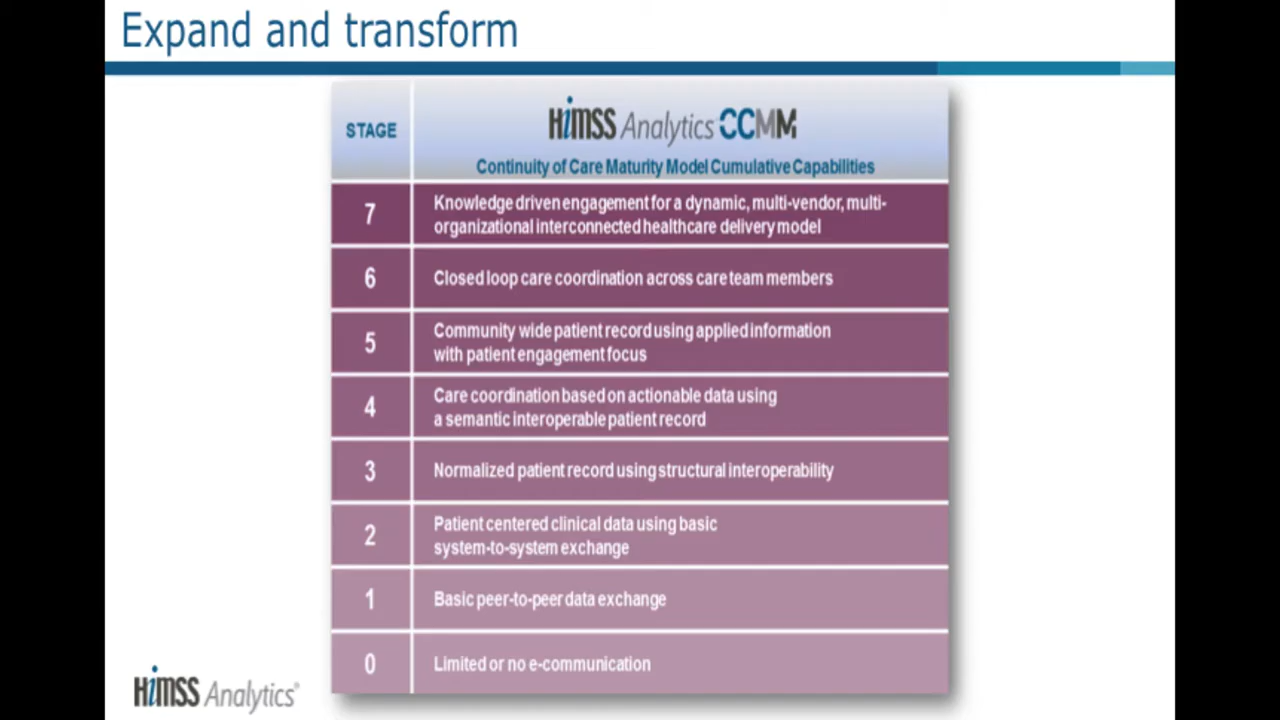 Expand and transform
STAGE
HiMSS Analytics CCMM
Continuity of Care Maturity Model Cumulative Capabilities
7
Knowledge driven engagement for a dynamic, multi-vendor, multi-
organizational interconnected healthcare delivery model
6
Closed loop care coordination across care team members
5
Community wide patient record using applied information
with patient engagement focus
4
Care coordination based on actionable data using
a semantic interoperable patient record
3
Normalized patient record using structural interoperability
2
Patient centered clinical data using basic
system-to-system exchange
1
Basic peer-to-peer data exchange
0
Limited or no e-communication
HiMSS Analytics®